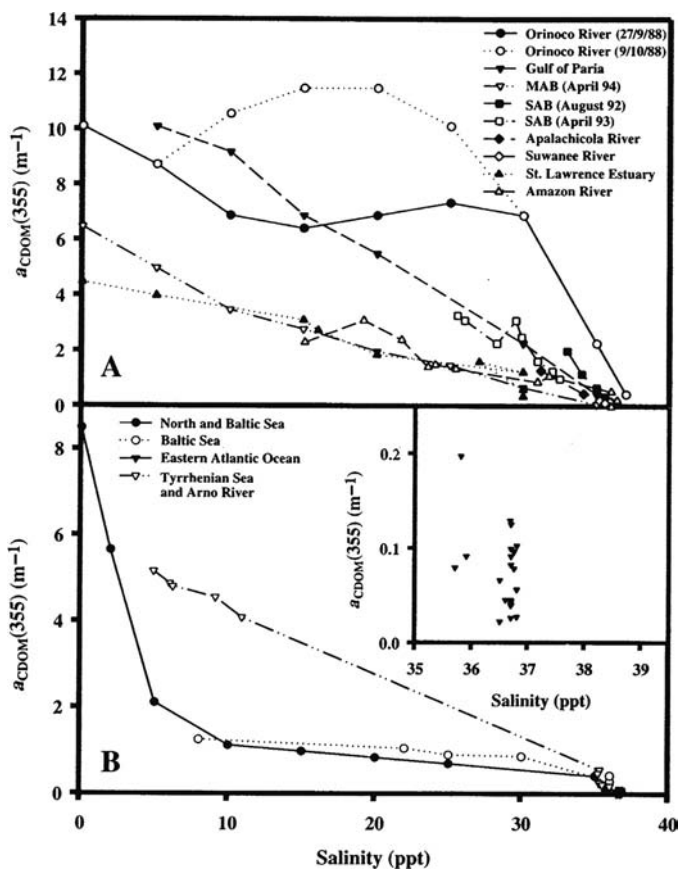 14
12
10
8
6
4
2
0
a_CDOM(355) (m⁻¹)
Orinoco River (27/9/88)
Orinoco River (9/10/88)
Gulf of Paria
MAB (April 94)
SAB (August 92)
SAB (April 93)
Apalachicola River
Suwanee River
St. Lawrence Estuary
Amazon River
A
8
6
4
2
0
a_CDOM(355) (m⁻¹)
North and Baltic Sea
Baltic Sea
Eastern Atlantic Ocean
Tyrrhenian Sea
and Arno River
B
0.2
0.1
0.0
a_CDOM(355) (m⁻¹)
35 36 37 38 39
Salinity (ppt)
0 10 20 30 40
Salinity (ppt)